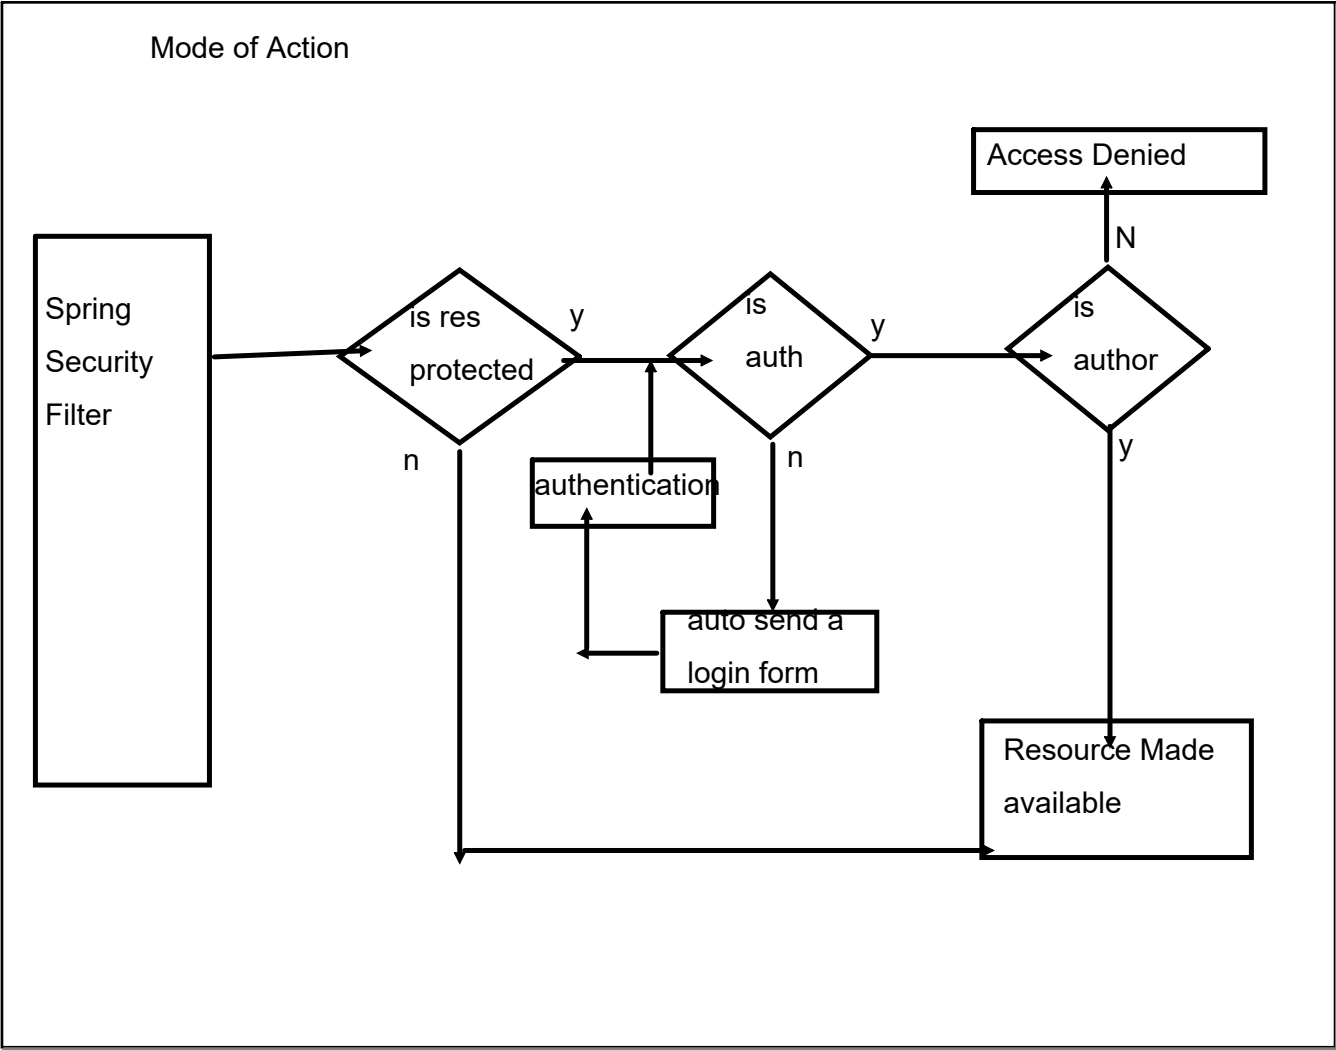 Mode of Action
Access Denied
N
Spring
Security
Filter
is res
protected
y
n
is
auth
y
n
is
author
y
authentication
auto send a
login form
Resource Made
available